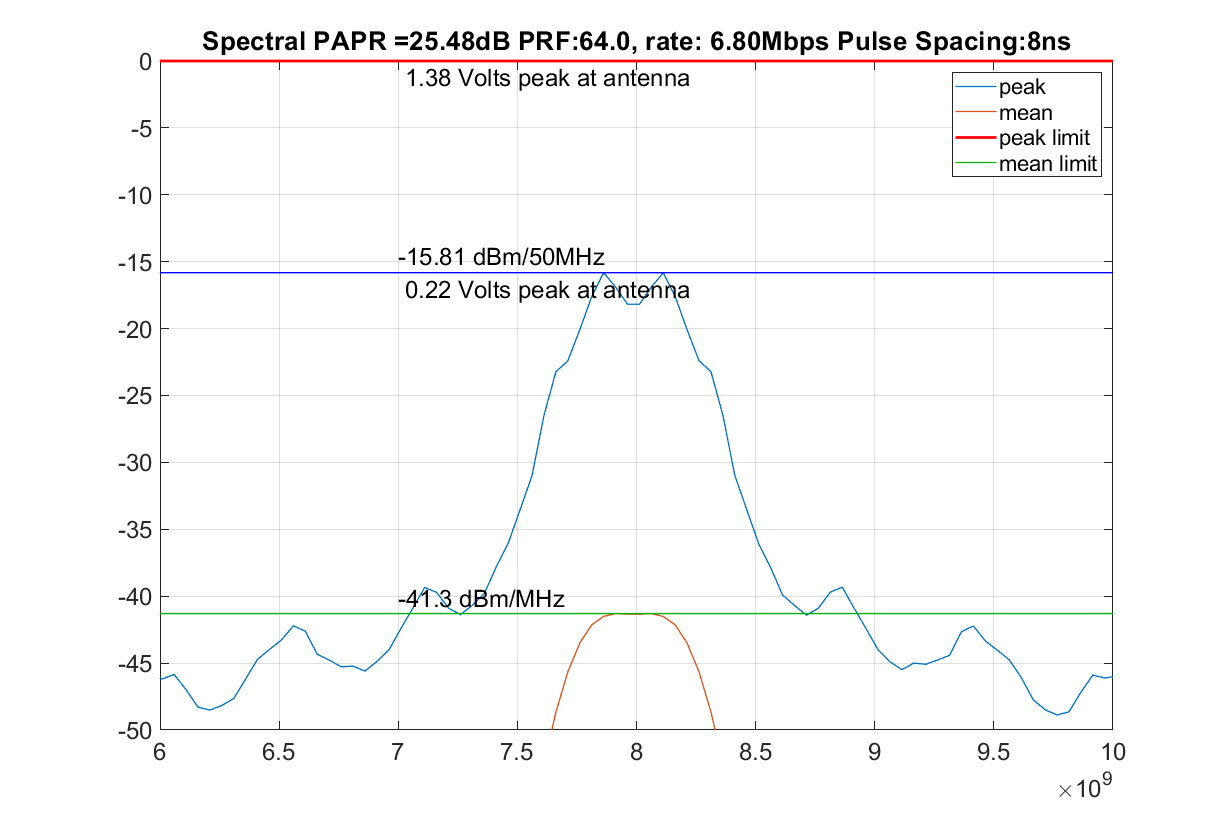 Spectral PAPR =25.48dB PRF:64.0, rate: 6.80Mbps Pulse Spacing:8ns
0
1.38 Volts peak at antenna
peak
mean
peak limit
mean limit
-5
-10
-15
-15.81 dBm/50MHz
0.22 Volts peak at antenna
-20
-25
-30
-35
-40
-41.3 dBm/MHz
-45
-50
6 6.5 7 7.5 8 8.5 9 9.5 10
×10⁹